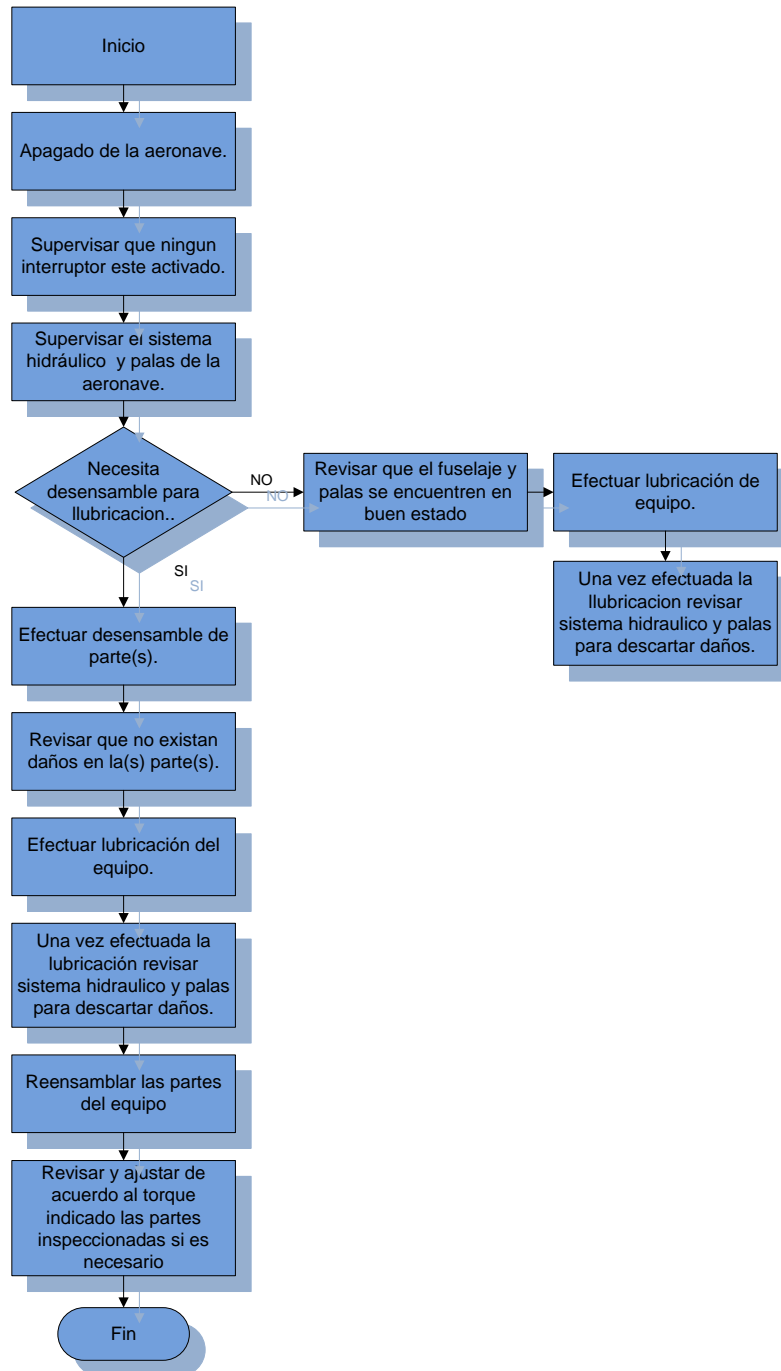 Inicio
Apagado de la aeronave.
Supervisar que ningun
interruptor este activado.
Supervisar el sistema
hidráulico y palas de la
aeronave.
Necesita
desensamble para
llubricacion..
NO
NO
Revisar que el fuselaje y
palas se encuentren en
buen estado
Efectuar lubricación de
equipo.
Una vez efectuada la
llubricacion revisar
sistema hidraulico y palas
para descartar daños.
SI
SI
Efectuar desensamble de
parte(s).
Revisar que no existan
daños en la(s) parte(s).
Efectuar lubricación del
equipo.
Una vez efectuada la
lubricación revisar
sistema hidraulico y palas
para descartar daños.
Reensamblar las partes
del equipo
Revisar y ajustar de
acuerdo al torque
indicado las partes
inspeccionadas si es
necesario
Fin